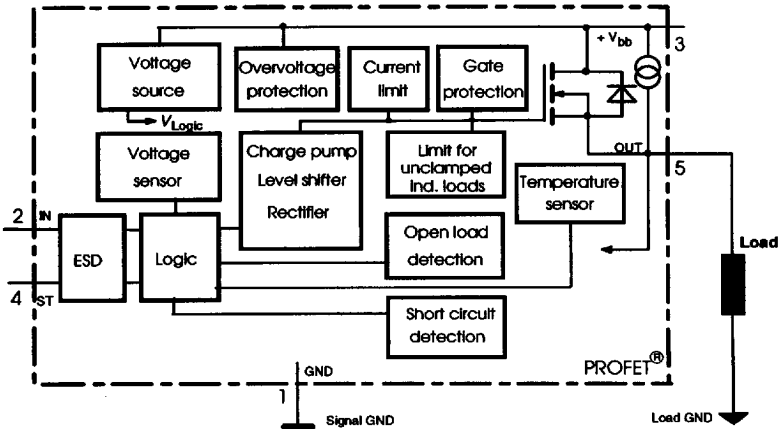 + Vbb
3
Voltage
source
Overvoltage
protection
Current
limit
Gate
protection
VLogic
Voltage
sensor
Charge pump
Level shifter
Rectifier
Limit for
unclamped
ind. loads
OUT
5
Temperature
sensor
2
IN
ESD
Logic
Open load
detection
Load
4
ST
Short circuit
detection
PROFET®
GND
1
Signal GND
Load GND